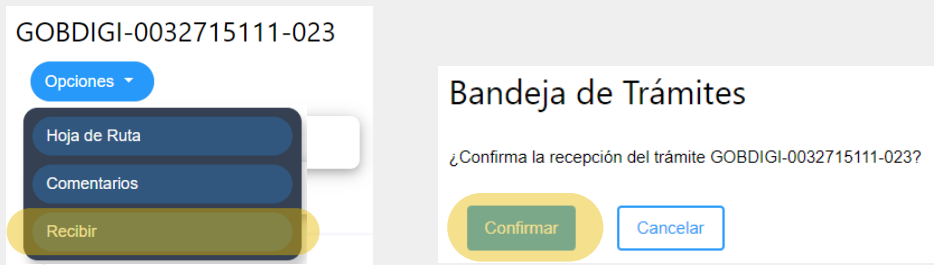 GOBDIGI-0032715111-023
Opciones
Hoja de Ruta
Comentarios
Recibir
Bandeja de Trámites
¿Confirma la recepción del trámite GOBDIGI-0032715111-023?
Confirmar
Cancelar